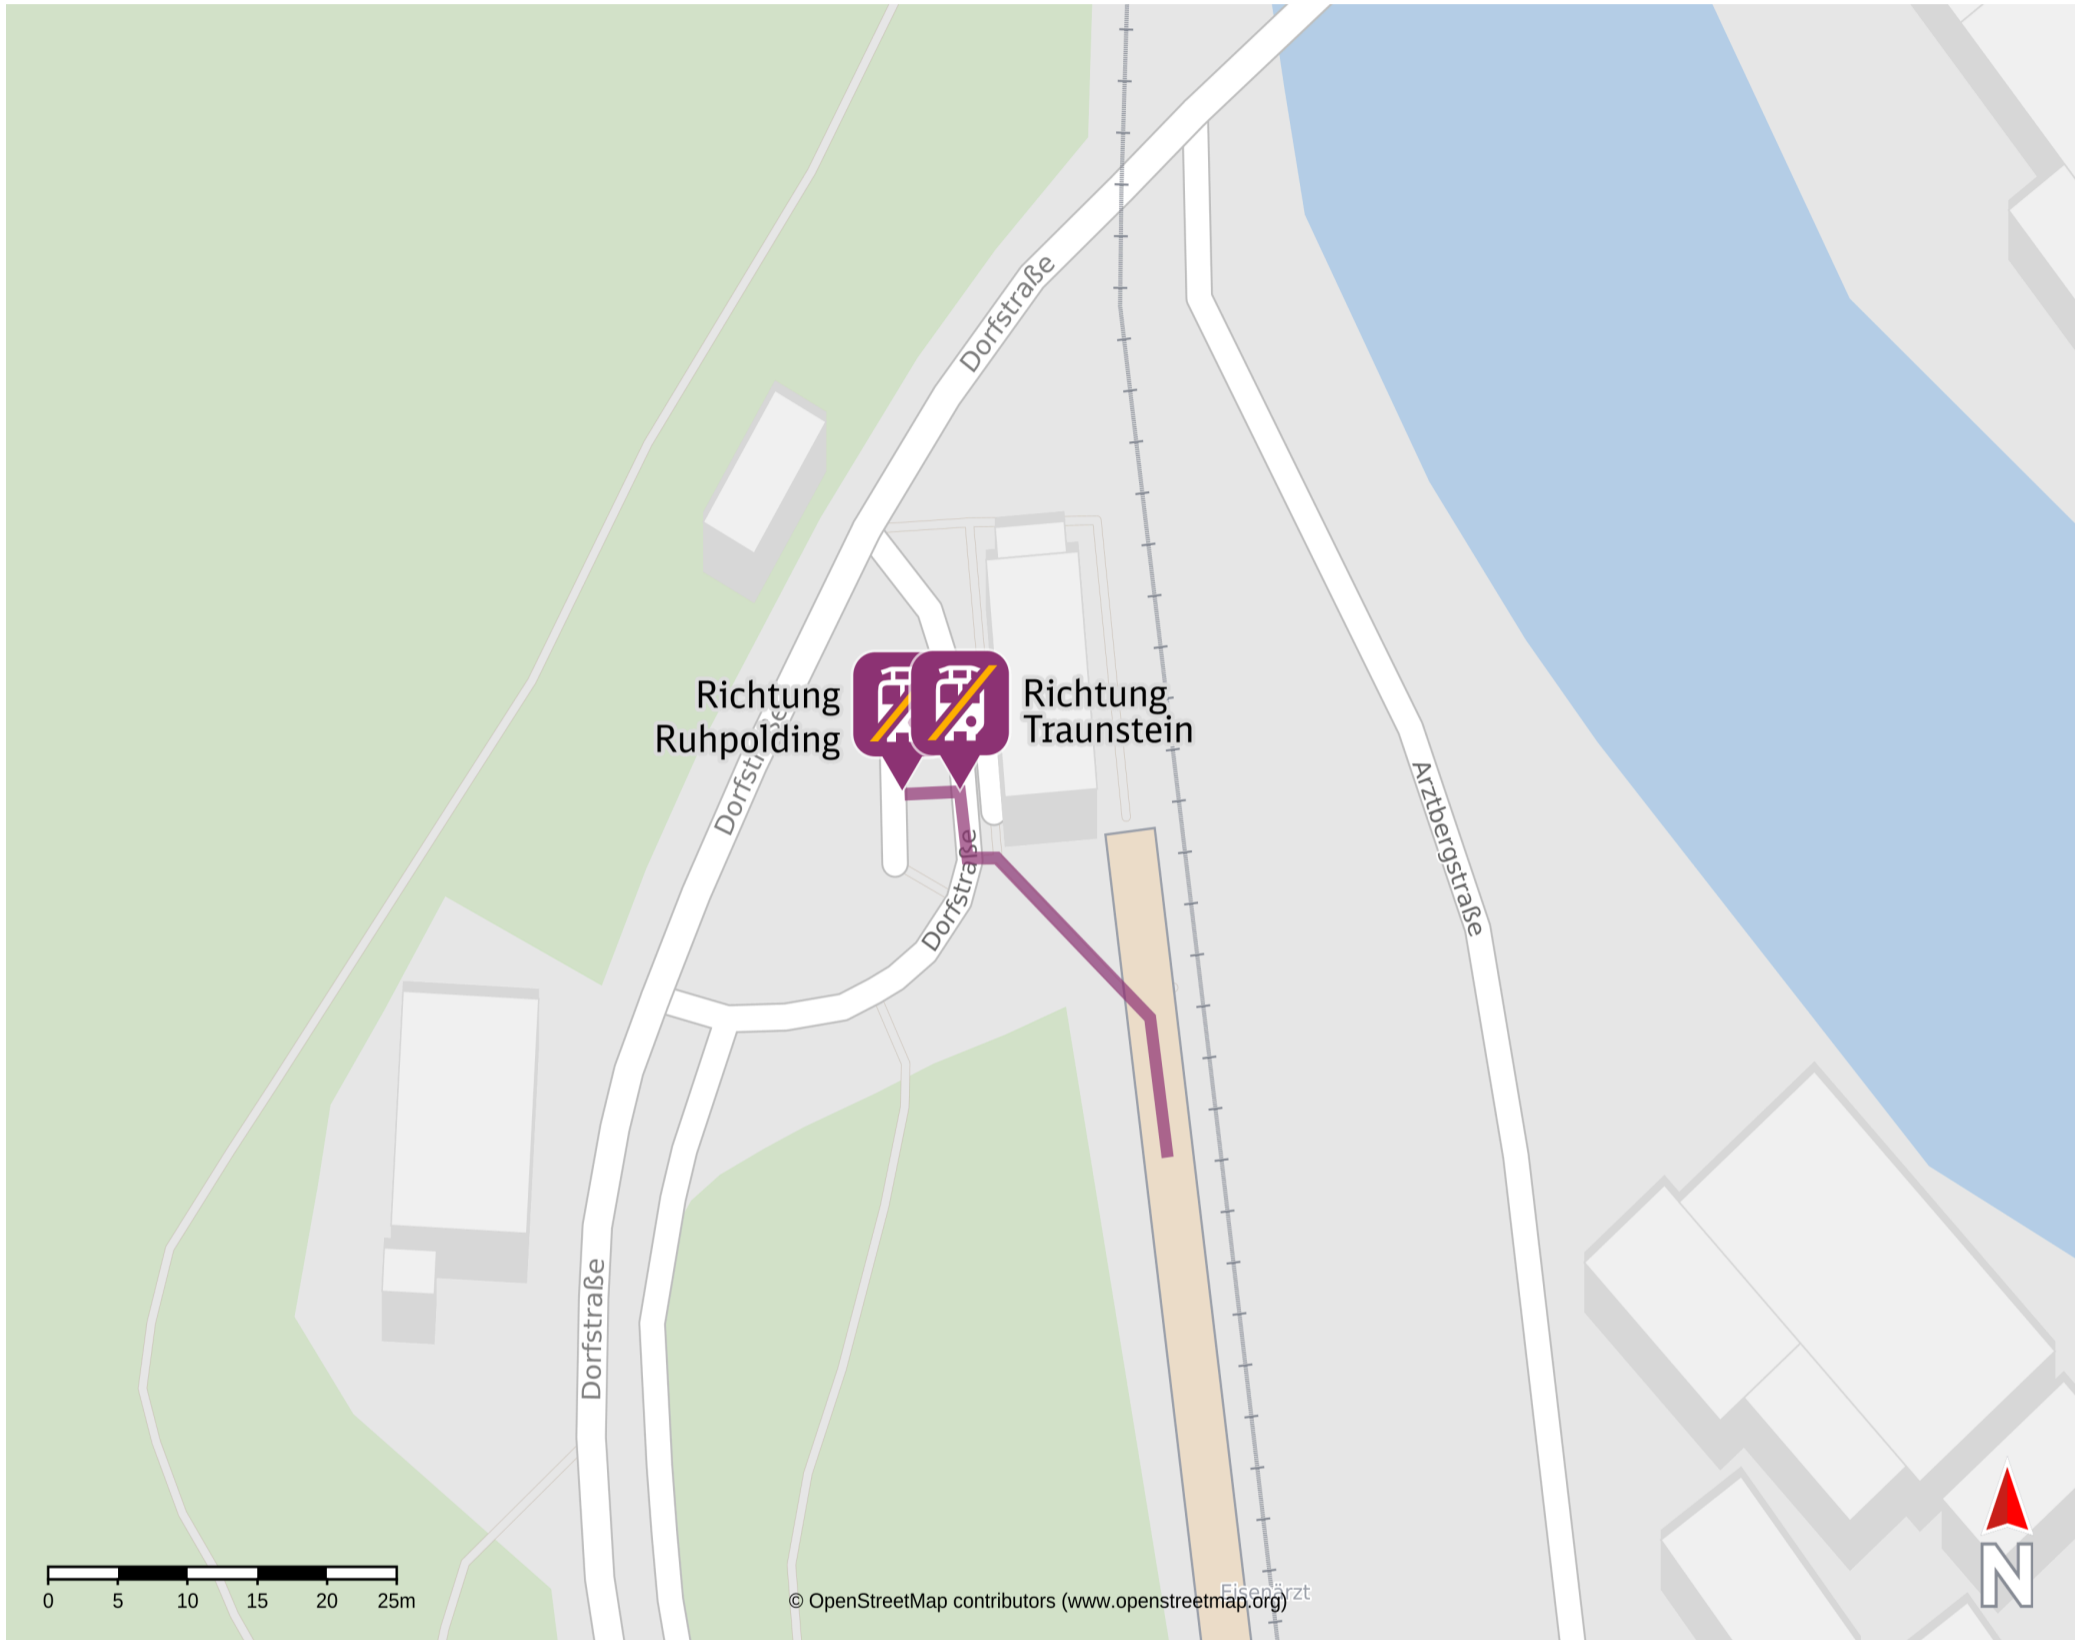 Dorfstraße
Richtung
Ruhpolding
Richtung
Traunstein
Dorfstraße
Dorfstraße
Arztbergstraße
Dorfstraße
0 5 10 15 20 25m
Eisenärzt
© OpenStreetMap contributors (www.openstreetmap.org)
N